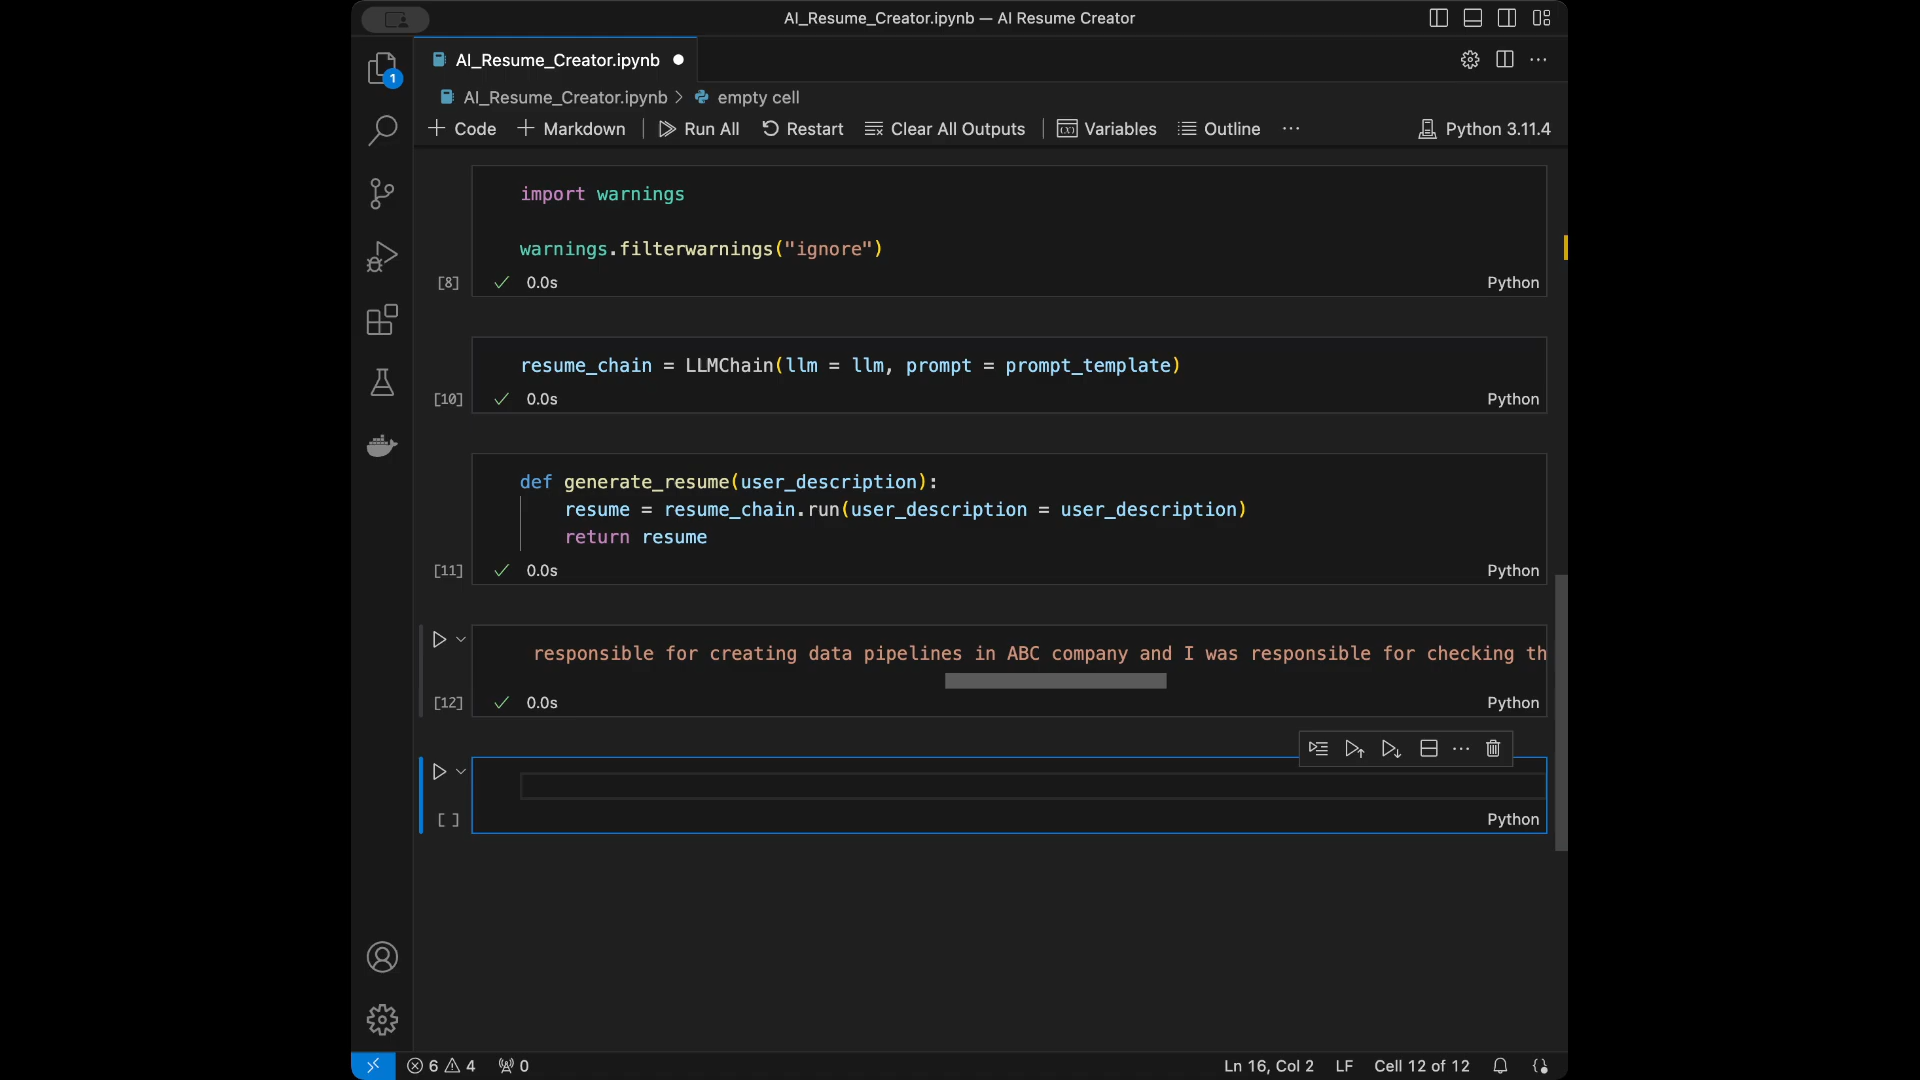 AI_Resume_Creator.ipynb — AI Resume Creator
AI_Resume_Creator.ipynb
1
AI_Resume_Creator.ipynb > empty cell
+ Code + Markdown Run All Restart Clear All Outputs (x) Variables Outline ... Python 3.11.4
import warnings
warnings.filterwarnings("ignore")
[8] 0.0s Python
resume_chain = LLMChain(llm = llm, prompt = prompt_template)
[10] 0.0s Python
def generate_resume(user_description):
resume = resume_chain.run(user_description = user_description)
return resume
[11] 0.0s Python
responsible for creating data pipelines in ABC company and I was responsible for checking th
[12] 0.0s Python
[ ] Python
6 4 0 Ln 16, Col 2 LF Cell 12 of 12